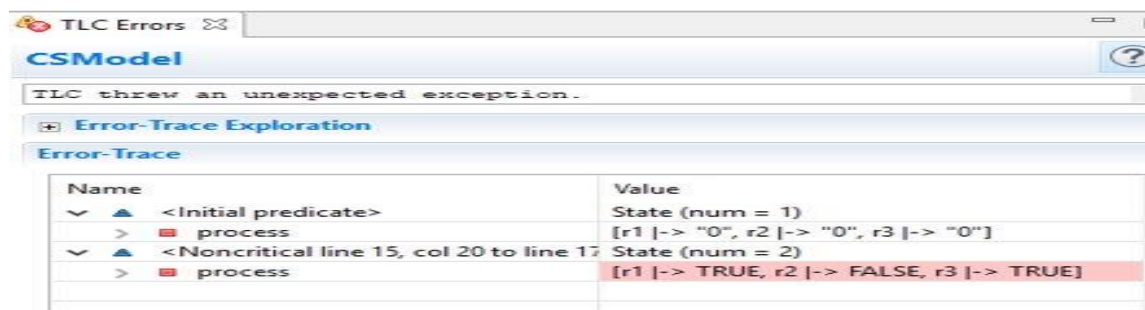 TLC Errors
CSModel
TLC threw an unexpected exception.
Error-Trace Exploration
Error-Trace
Name Value
<Initial predicate> State (num = 1)
process [r1 |-> "0", r2 |-> "0", r3 |-> "0"]
<Noncritical line 15, col 20 to line 17 State (num = 2)
process [r1 |-> TRUE, r2 |-> FALSE, r3 |-> TRUE]